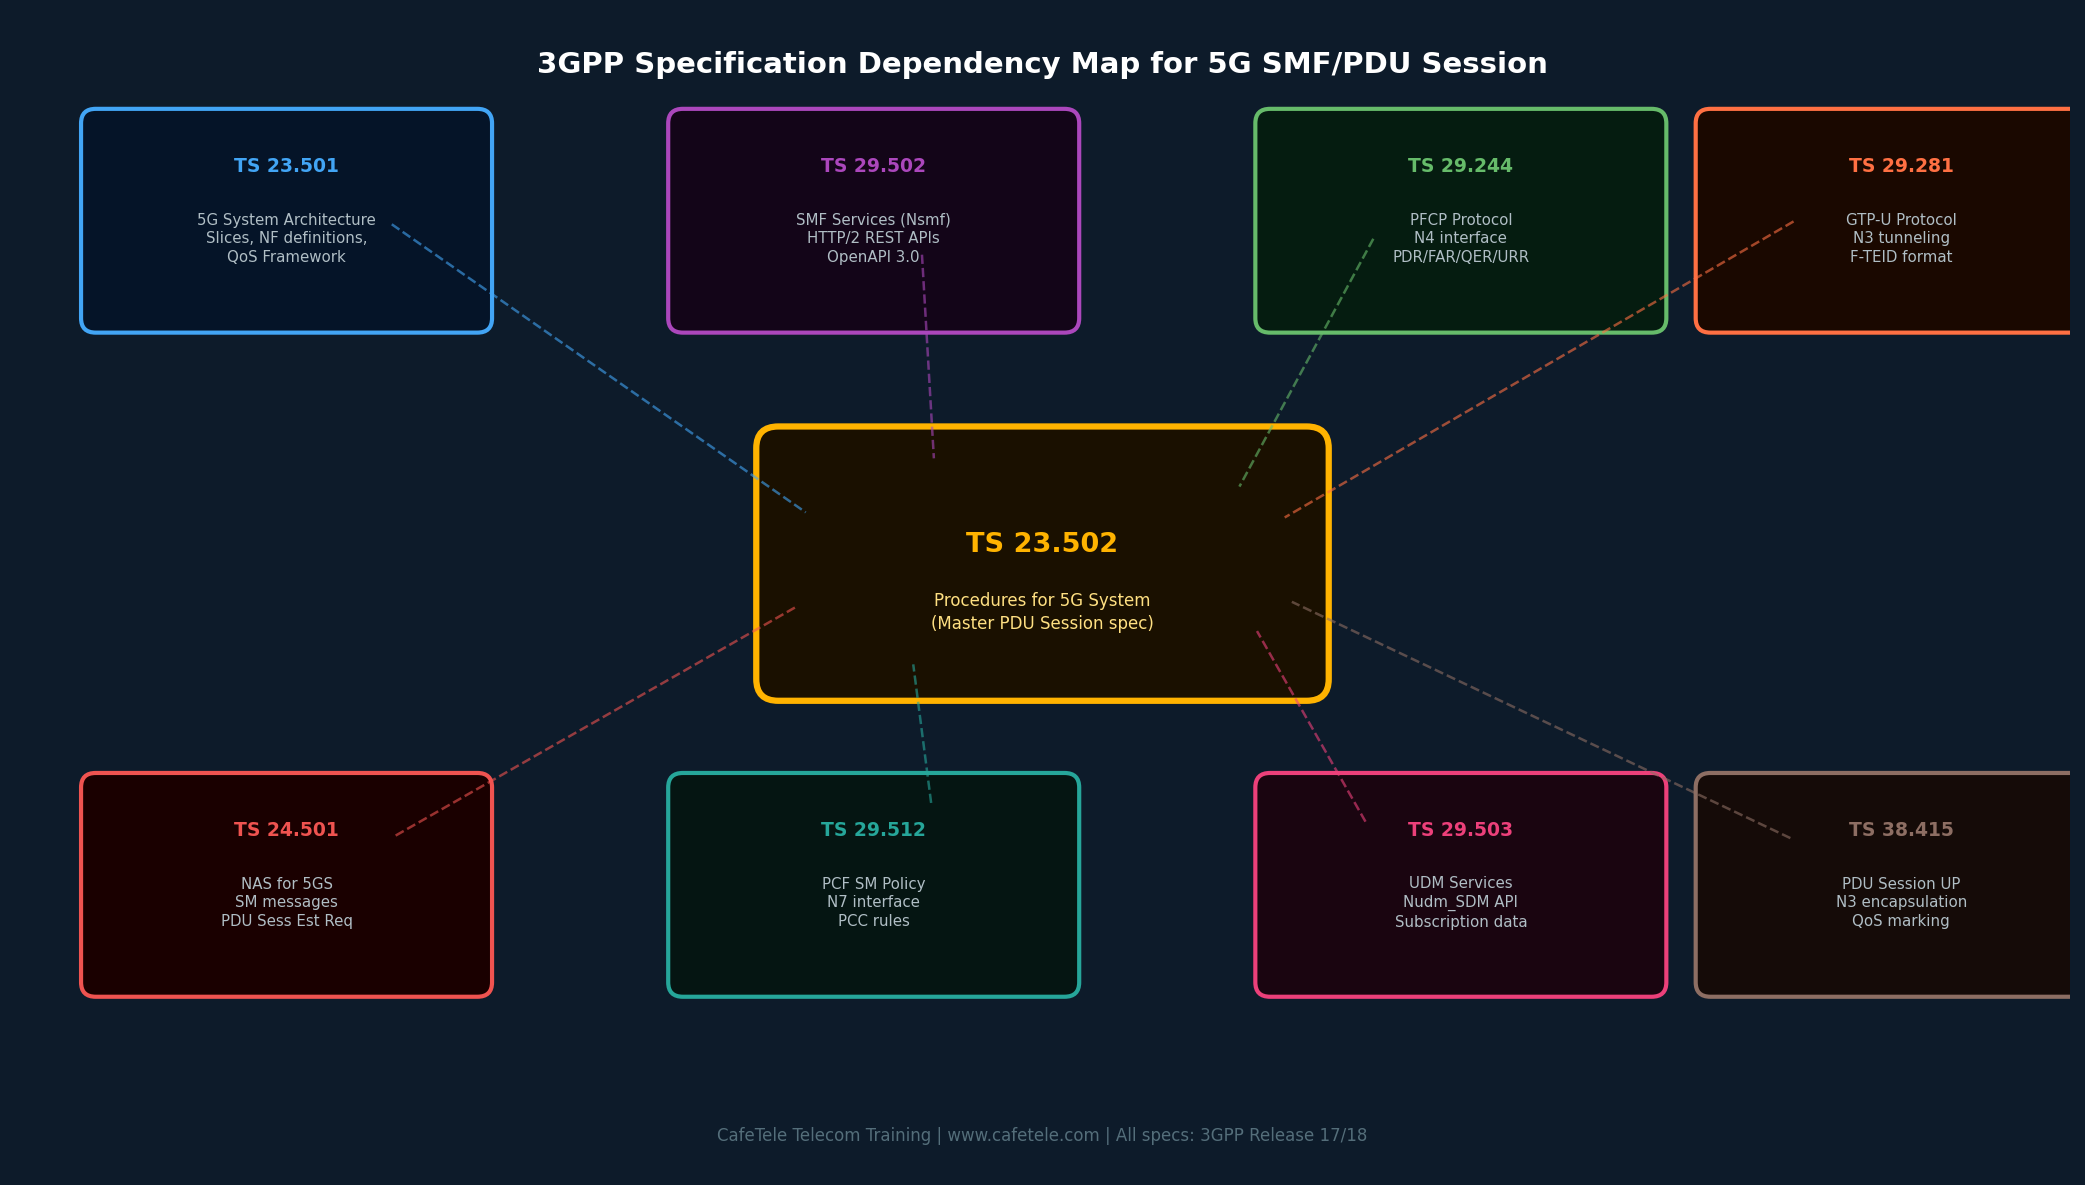 3GPP Specification Dependency Map for 5G SMF/PDU Session
TS 23.501
5G System Architecture
Slices, NF definitions,
QoS Framework
TS 29.502
SMF Services (Nsmf)
HTTP/2 REST APIs
OpenAPI 3.0
TS 29.244
PFCP Protocol
N4 interface
PDR/FAR/QER/URR
TS 29.281
GTP-U Protocol
N3 tunneling
F-TEID format
TS 23.502
Procedures for 5G System
(Master PDU Session spec)
TS 24.501
NAS for 5GS
SM messages
PDU Sess Est Req
TS 29.512
PCF SM Policy
N7 interface
PCC rules
TS 29.503
UDM Services
Nudm_SDM API
Subscription data
TS 38.415
PDU Session UP
N3 encapsulation
QoS marking
CafeTele Telecom Training | www.cafetele.com | All specs: 3GPP Release 17/18